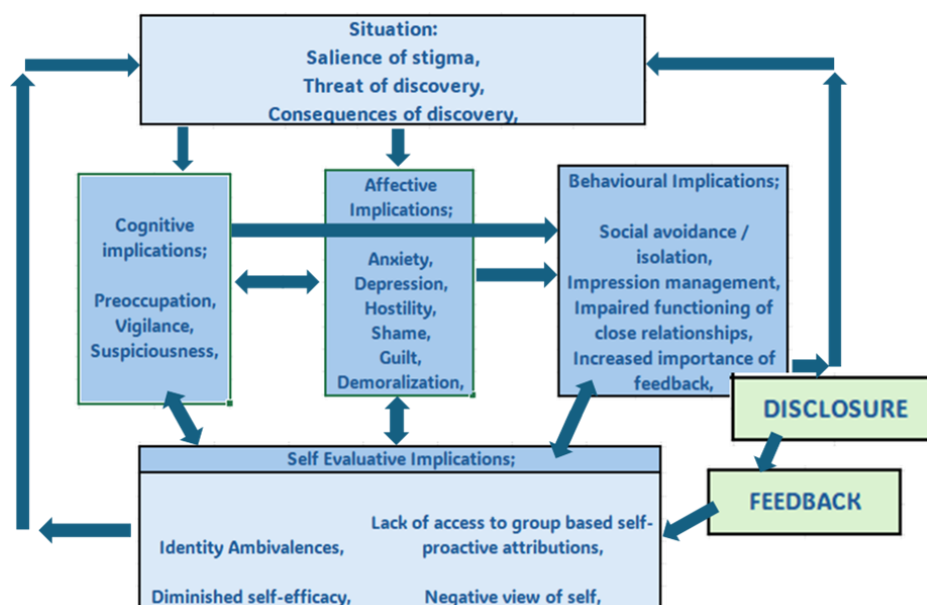 Situation:
Salience of stigma,
Threat of discovery,
Consequences of discovery,
Cognitive
implications;
Preoccupation,
Vigilance,
Suspiciousness,
Affective
Implications;
Anxiety,
Depression,
Hostility,
Shame,
Guilt,
Demoralization,
Behavioural Implications;
Social avoidance /
isolation,
Impression management,
Impaired functioning of
close relationships,
Increased importance of
feedback,
DISCLOSURE
FEEDBACK
Self Evaluative Implications;
Identity Ambivalences,
Diminished self-efficacy,
Lack of access to group based self-
proactive attributions,
Negative view of self,